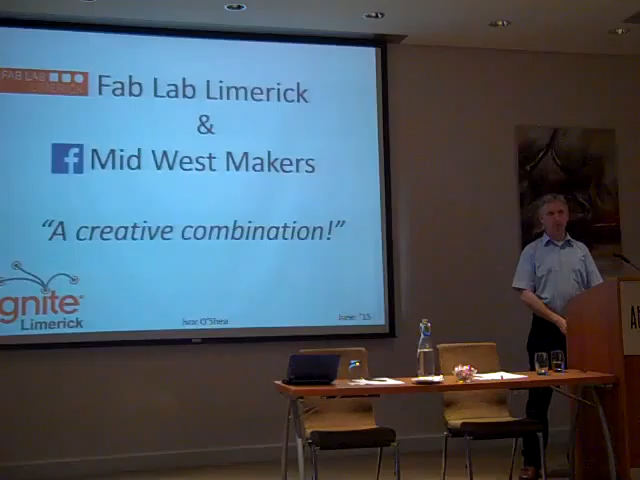 FAB LAB
LIMERICK
Fab Lab Limerick
&
f Mid West Makers
“A creative combination!”
gnite
Limerick
Ivor O'Shea
June '15